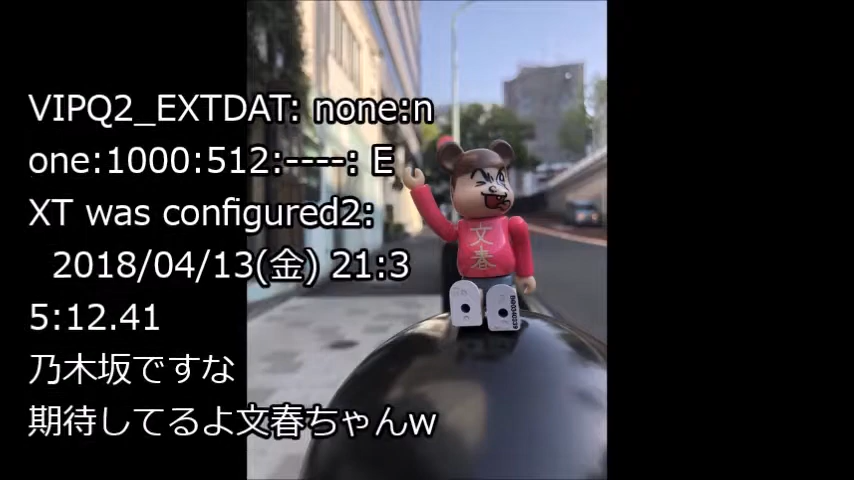 VIPQ2_EXTDAT: none:n
one:1000:512:----: E
XT was configured2:
2018/04/13(金) 21:3
5:12.41
乃木坂ですな
期待してるよ文春ちゃんw
文
春